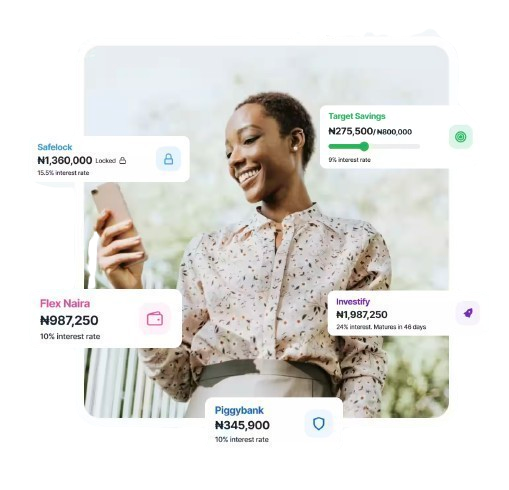 Target Savings
₦275,500/₦600,000
9% interest rate
Safelock
₦1,360,000 Locked
15.5% interest rate
Flex Naira
₦987,250
10% interest rate
Investify
₦1,987,250
24% interest. Matures in 46 days
Piggybank
₦345,900
10% interest rate